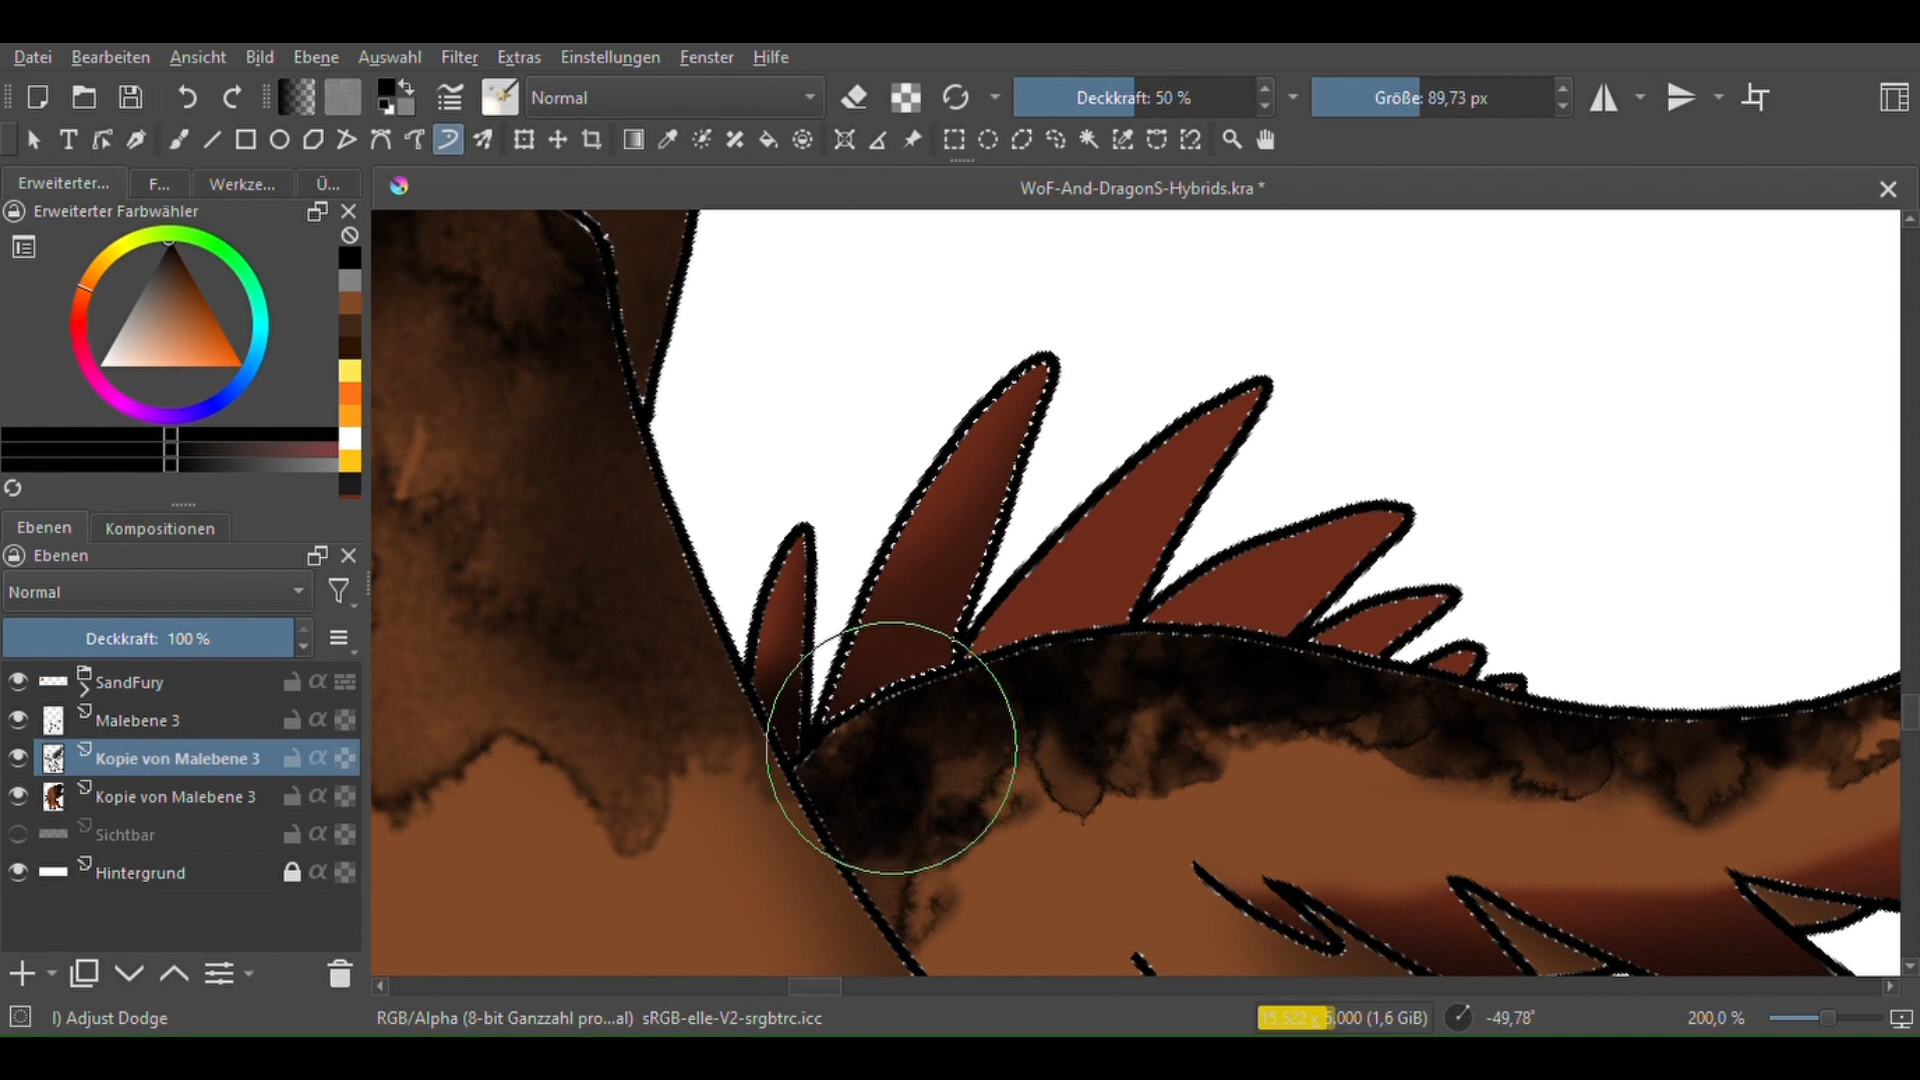 Datei Bearbeiten Ansicht Bild Ebene Auswahl Filter Extras Einstellungen Fenster Hilfe
Normal Deckkraft: 50 % Größe: 89,73 px
T
Erweiterter... F... Werkze... Ü...
WoF-And-DragonS-Hybrids.kra *
Erweiterter Farbwähler
Ebenen Kompositionen
Ebenen
Normal
Deckkraft: 100 %
SandFury
Malebene 3
Kopie von Malebene 3
Kopie von Malebene 3
Sichtbar
Hintergrund
l) Adjust Dodge RGB/Alpha (8-bit Ganzzahl pro...al) sRGB-elle-V2-srgbtrc.icc 15.522 x 5.000 (1,6 GiB) -49,78° 200,0 %